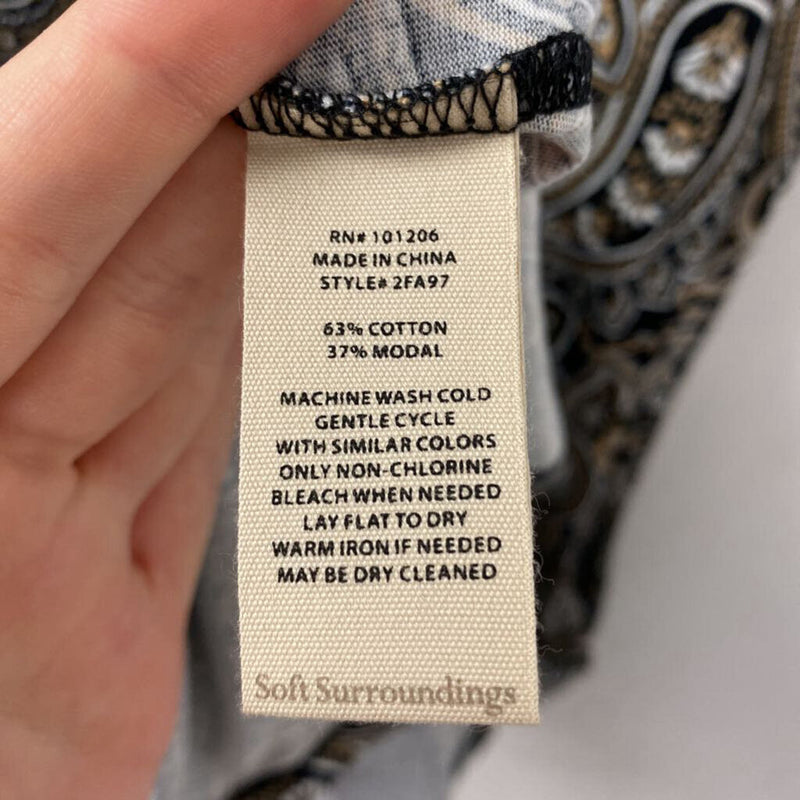 RN# 101206
MADE IN CHINA
STYLE# 2FA97
63% COTTON
37% MODAL
MACHINE WASH COLD
GENTLE CYCLE
WITH SIMILAR COLORS
ONLY NON-CHLORINE
BLEACH WHEN NEEDED
LAY FLAT TO DRY
WARM IRON IF NEEDED
MAY BE DRY CLEANED
Soft Surroundings